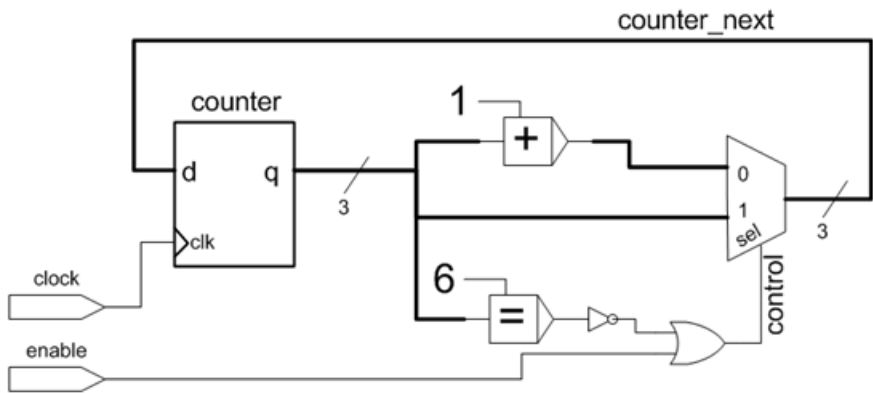 counter_next
counter
1
+
d
q
0
3
1
clk
sel
3
6
clock
=
control
enable